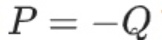 P = −Q